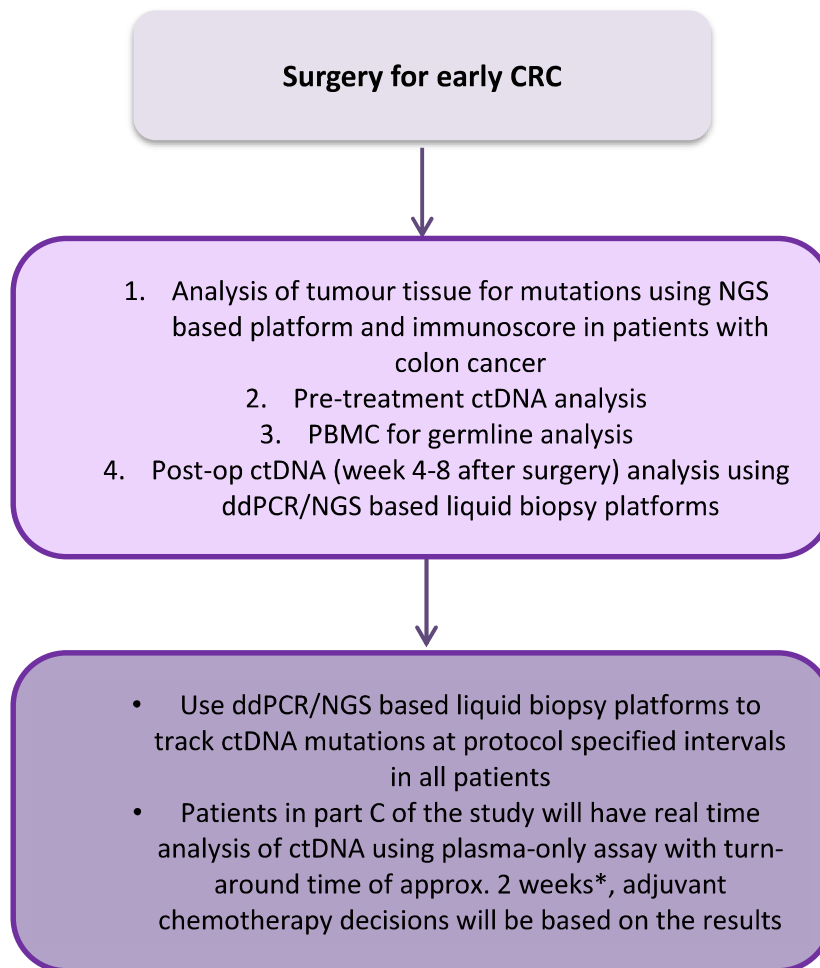 Surgery for early CRC
1. Analysis of tumour tissue for mutations using NGS
based platform and immunoscore in patients with
colon cancer
2. Pre-treatment ctDNA analysis
3. PBMC for germline analysis
4. Post-op ctDNA (week 4-8 after surgery) analysis using
ddPCR/NGS based liquid biopsy platforms
• Use ddPCR/NGS based liquid biopsy platforms to
track ctDNA mutations at protocol specified intervals
in all patients
• Patients in part C of the study will have real time
analysis of ctDNA using plasma-only assay with turn-
around time of approx. 2 weeks*, adjuvant
chemotherapy decisions will be based on the results